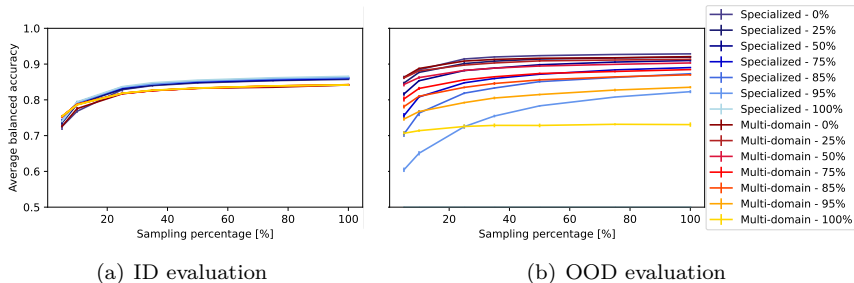 Average balanced accuracy
1.0
0.9
0.8
0.7
0.6
0.5
20 40 60 80 100
Sampling percentage [%]
20 40 60 80 100
Sampling percentage [%]
Specialized - 0%
Specialized - 25%
Specialized - 50%
Specialized - 75%
Specialized - 85%
Specialized - 95%
Specialized - 100%
Multi-domain - 0%
Multi-domain - 25%
Multi-domain - 50%
Multi-domain - 75%
Multi-domain - 85%
Multi-domain - 95%
Multi-domain - 100%
(a) ID evaluation
(b) OOD evaluation